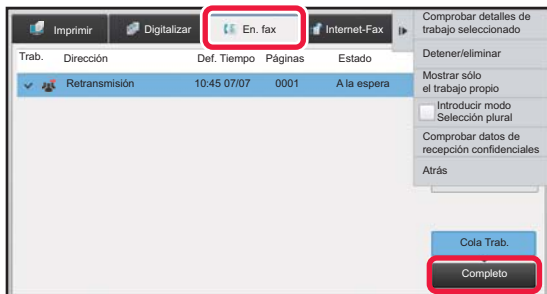 Imprimir Digitalizar En. fax Internet-Fax
Trab. Dirección Def. Tiempo Páginas Estado
Retransmisión 10:45 07/07 0001 A la espera
Comprobar detalles de
trabajo seleccionado
Detener/eliminar
Mostrar sólo
el trabajo propio
Introducir modo
Selección plural
Comprobar datos de
recepción confidenciales
Atrás
Cola Trab.
Completo